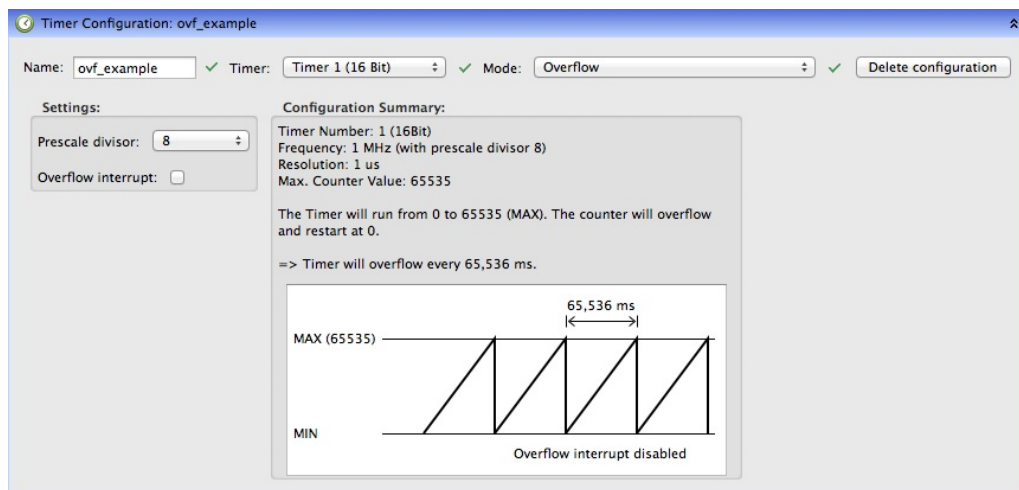 Timer Configuration: ovf_example
Name: ovf_example Timer: Timer 1 (16 Bit) Mode: Overflow Delete configuration
Settings:
Prescale divisor: 8
Overflow interrupt:
Configuration Summary:
Timer Number: 1 (16Bit)
Frequency: 1 MHz (with prescale divisor 8)
Resolution: 1 us
Max. Counter Value: 65535
The Timer will run from 0 to 65535 (MAX). The counter will overflow
and restart at 0.
=> Timer will overflow every 65,536 ms.
65,536 ms
MAX (65535)
MIN
Overflow interrupt disabled